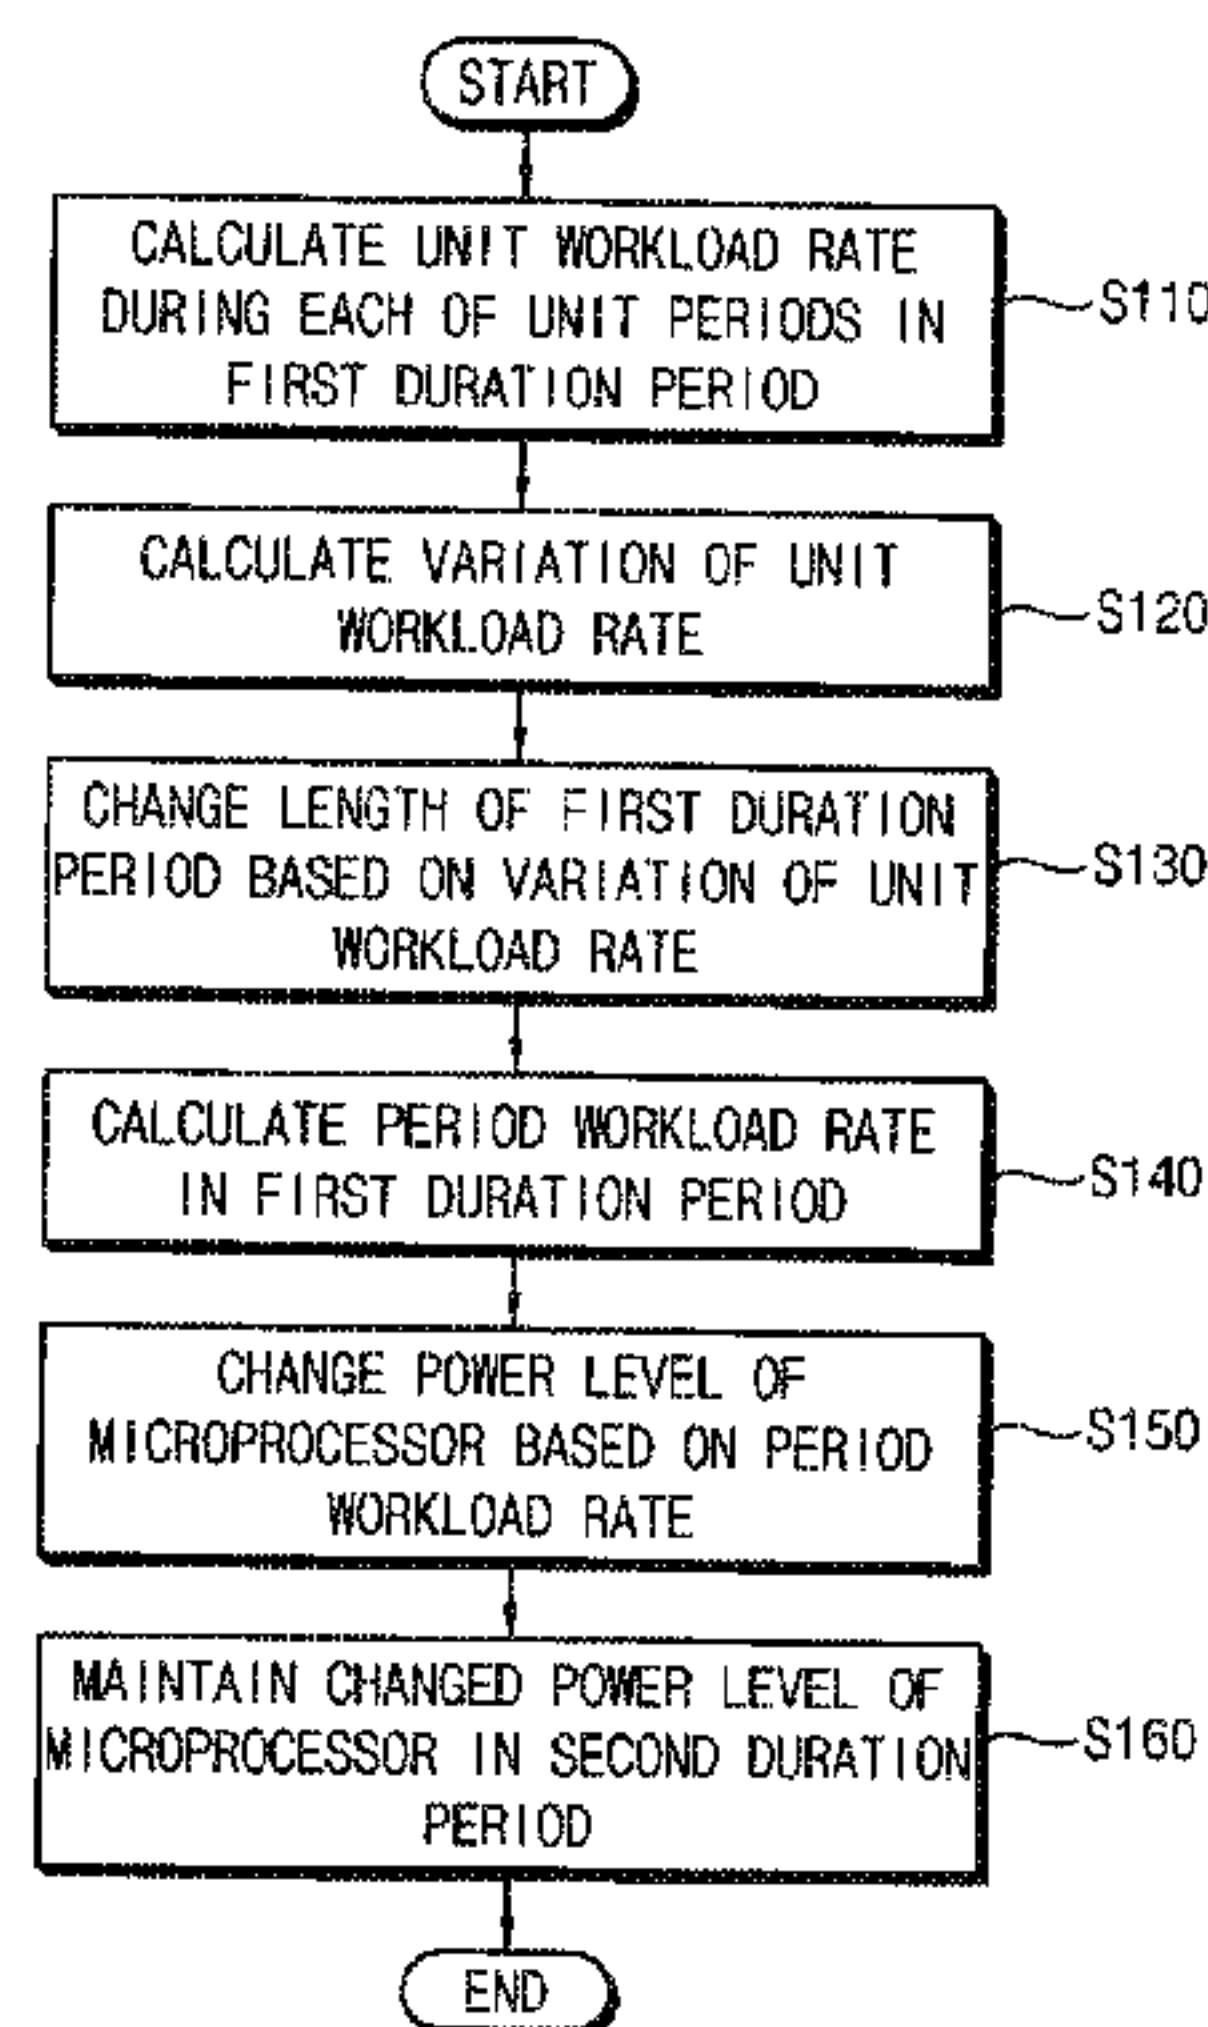 START
CALCULATE UNIT WORKLOAD RATE
DURING EACH OF UNIT PERIODS IN
FIRST DURATION PERIOD
S110
CALCULATE VARIATION OF UNIT
WORKLOAD RATE
S120
CHANGE LENGTH OF FIRST DURATION
PERIOD BASED ON VARIATION OF UNIT
WORKLOAD RATE
S130
CALCULATE PERIOD WORKLOAD RATE
IN FIRST DURATION PERIOD
S140
CHANGE POWER LEVEL OF
MICROPROCESSOR BASED ON PERIOD
WORKLOAD RATE
S150
MAINTAIN CHANGED POWER LEVEL OF
MICROPROCESSOR IN SECOND DURATION
PERIOD
S160
END